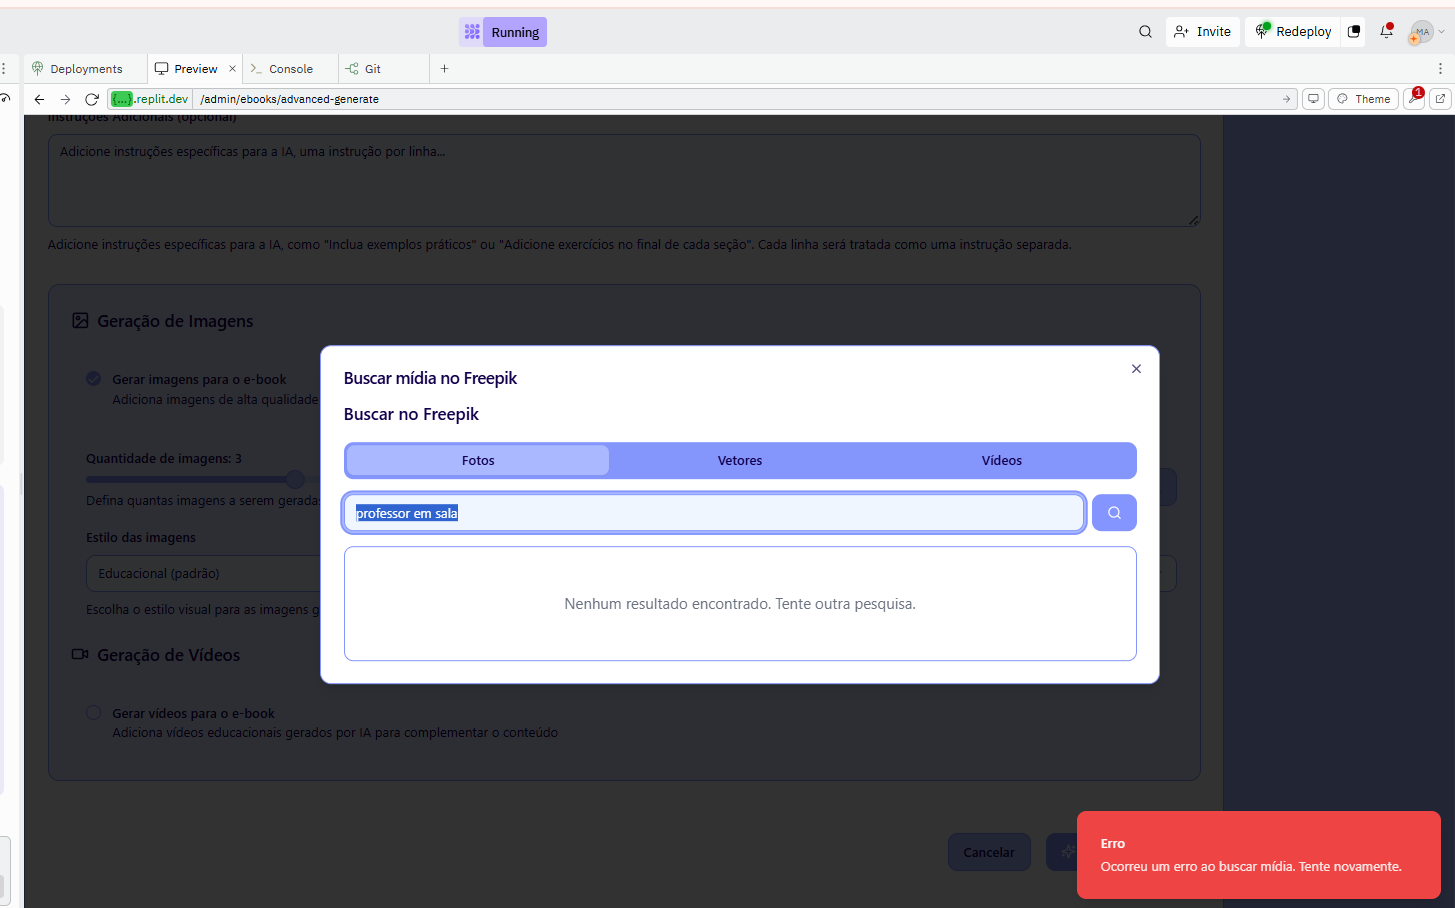 Running
Invite
Redeploy
MA
Deployments
Preview
Console
Git
{...}.replit.dev
/admin/ebooks/advanced-generate
Theme
1
Instruções Adicionais (opcional)
Adicione instruções específicas para a IA, uma instrução por linha...
Adicione instruções específicas para a IA, como "Inclua exemplos práticos" ou "Adicione exercícios no final de cada seção". Cada linha será tratada como uma instrução separada.
Geração de Imagens
Gerar imagens para o e-book
Adiciona imagens de alta qualidade
Quantidade de imagens: 3
Defina quantas imagens a serem geradas
Estilo das imagens
Educacional (padrão)
Escolha o estilo visual para as imagens g
Geração de Vídeos
Gerar vídeos para o e-book
Adiciona vídeos educacionais gerados por IA para complementar o conteúdo
Buscar mídia no Freepik
Buscar no Freepik
Fotos
Vetores
Vídeos
professor em sala
Nenhum resultado encontrado. Tente outra pesquisa.
Cancelar
Erro
Ocorreu um erro ao buscar mídia. Tente novamente.